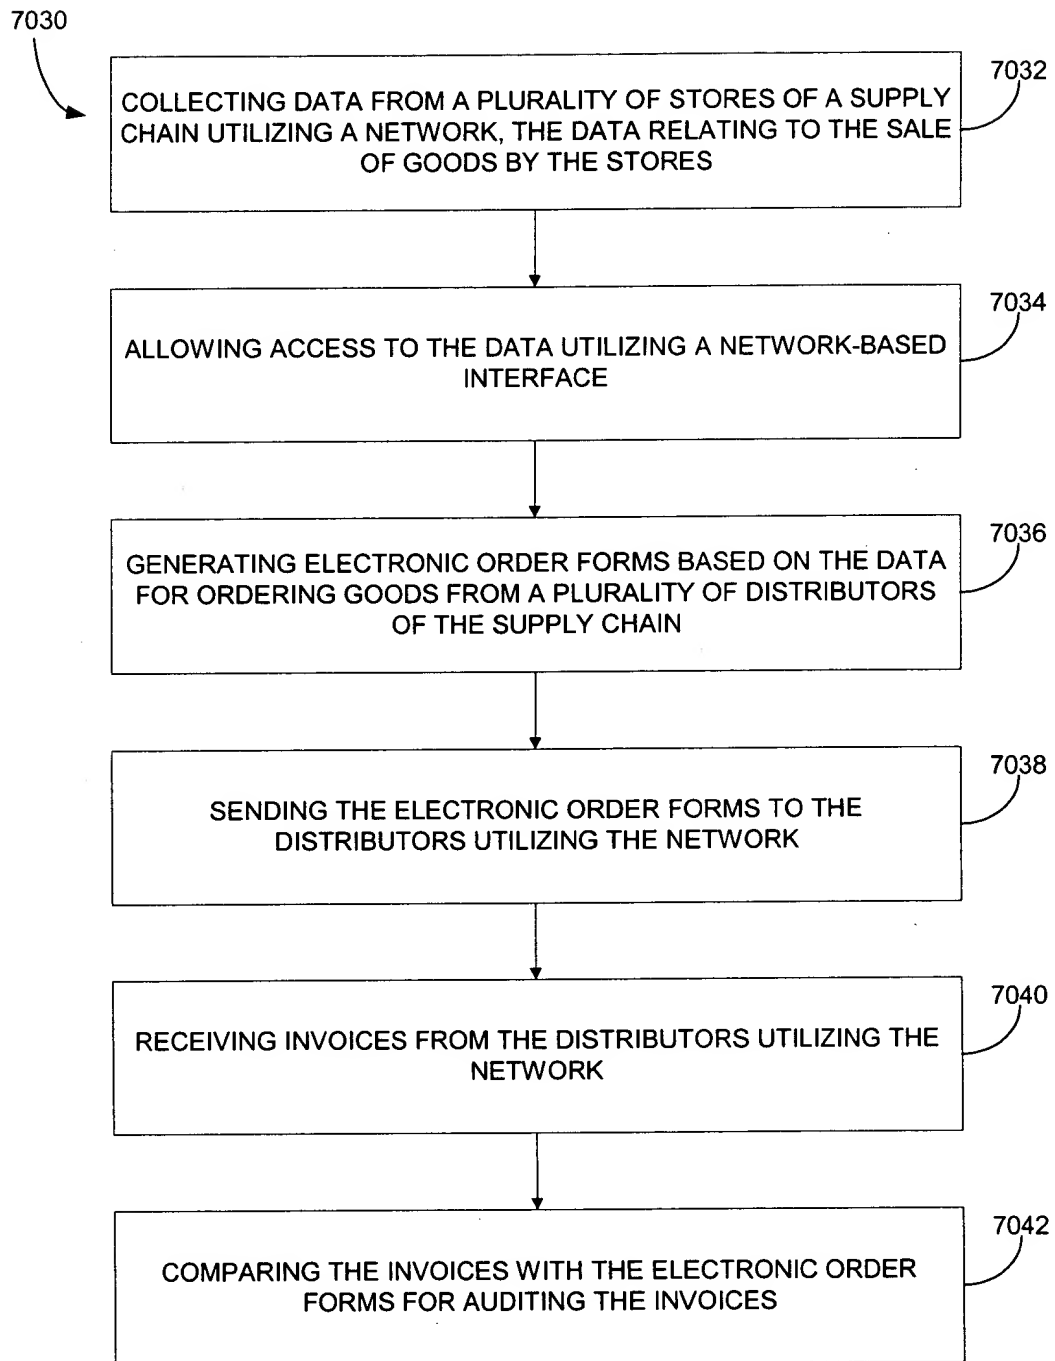 7030
7032
COLLECTING DATA FROM A PLURALITY OF STORES OF A SUPPLY
CHAIN UTILIZING A NETWORK, THE DATA RELATING TO THE SALE
OF GOODS BY THE STORES
7034
ALLOWING ACCESS TO THE DATA UTILIZING A NETWORK-BASED
INTERFACE
7036
GENERATING ELECTRONIC ORDER FORMS BASED ON THE DATA
FOR ORDERING GOODS FROM A PLURALITY OF DISTRIBUTORS
OF THE SUPPLY CHAIN
7038
SENDING THE ELECTRONIC ORDER FORMS TO THE
DISTRIBUTORS UTILIZING THE NETWORK
7040
RECEIVING INVOICES FROM THE DISTRIBUTORS UTILIZING THE
NETWORK
7042
COMPARING THE INVOICES WITH THE ELECTRONIC ORDER
FORMS FOR AUDITING THE INVOICES